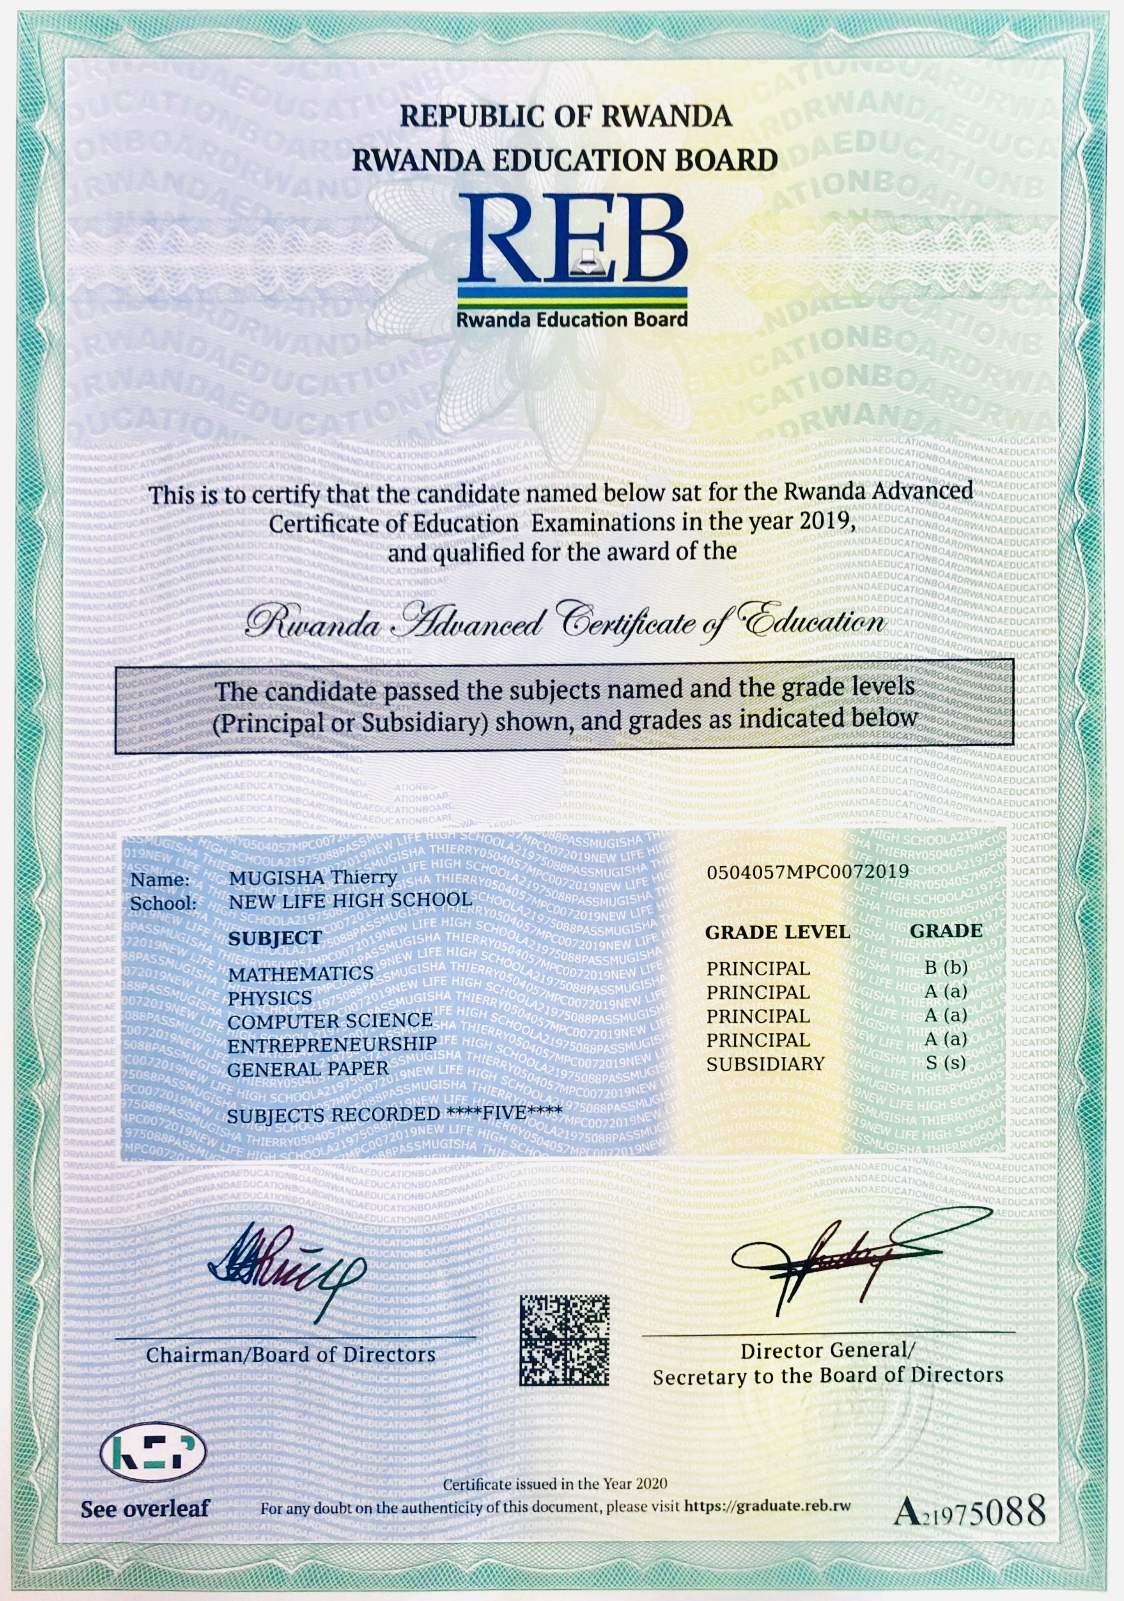 REPUBLIC OF RWANDA
RWANDA EDUCATION BOARD
REB
Rwanda Education Board
This is to certify that the candidate named below sat for the Rwanda Advanced
Certificate of Education Examinations in the year 2019,
and qualified for the award of the
Rwanda Advanced Certificate of Education
The candidate passed the subjects named and the grade levels
(Principal or Subsidiary) shown, and grades as indicated below
Name: MUGISHA Thierry 0504057MPC0072019
School: NEW LIFE HIGH SCHOOL
SUBJECT GRADE LEVEL GRADE
MATHEMATICS PRINCIPAL B (b)
PHYSICS PRINCIPAL A (a)
COMPUTER SCIENCE PRINCIPAL A (a)
ENTREPRENEURSHIP PRINCIPAL A (a)
GENERAL PAPER SUBSIDIARY S (s)
SUBJECTS RECORDED ****FIVE****
Chairman/Board of Directors
Director General/
Secretary to the Board of Directors
See overleaf
Certificate issued in the Year 2020
For any doubt on the authenticity of this document, please visit https://graduate.reb.rw
A21975088